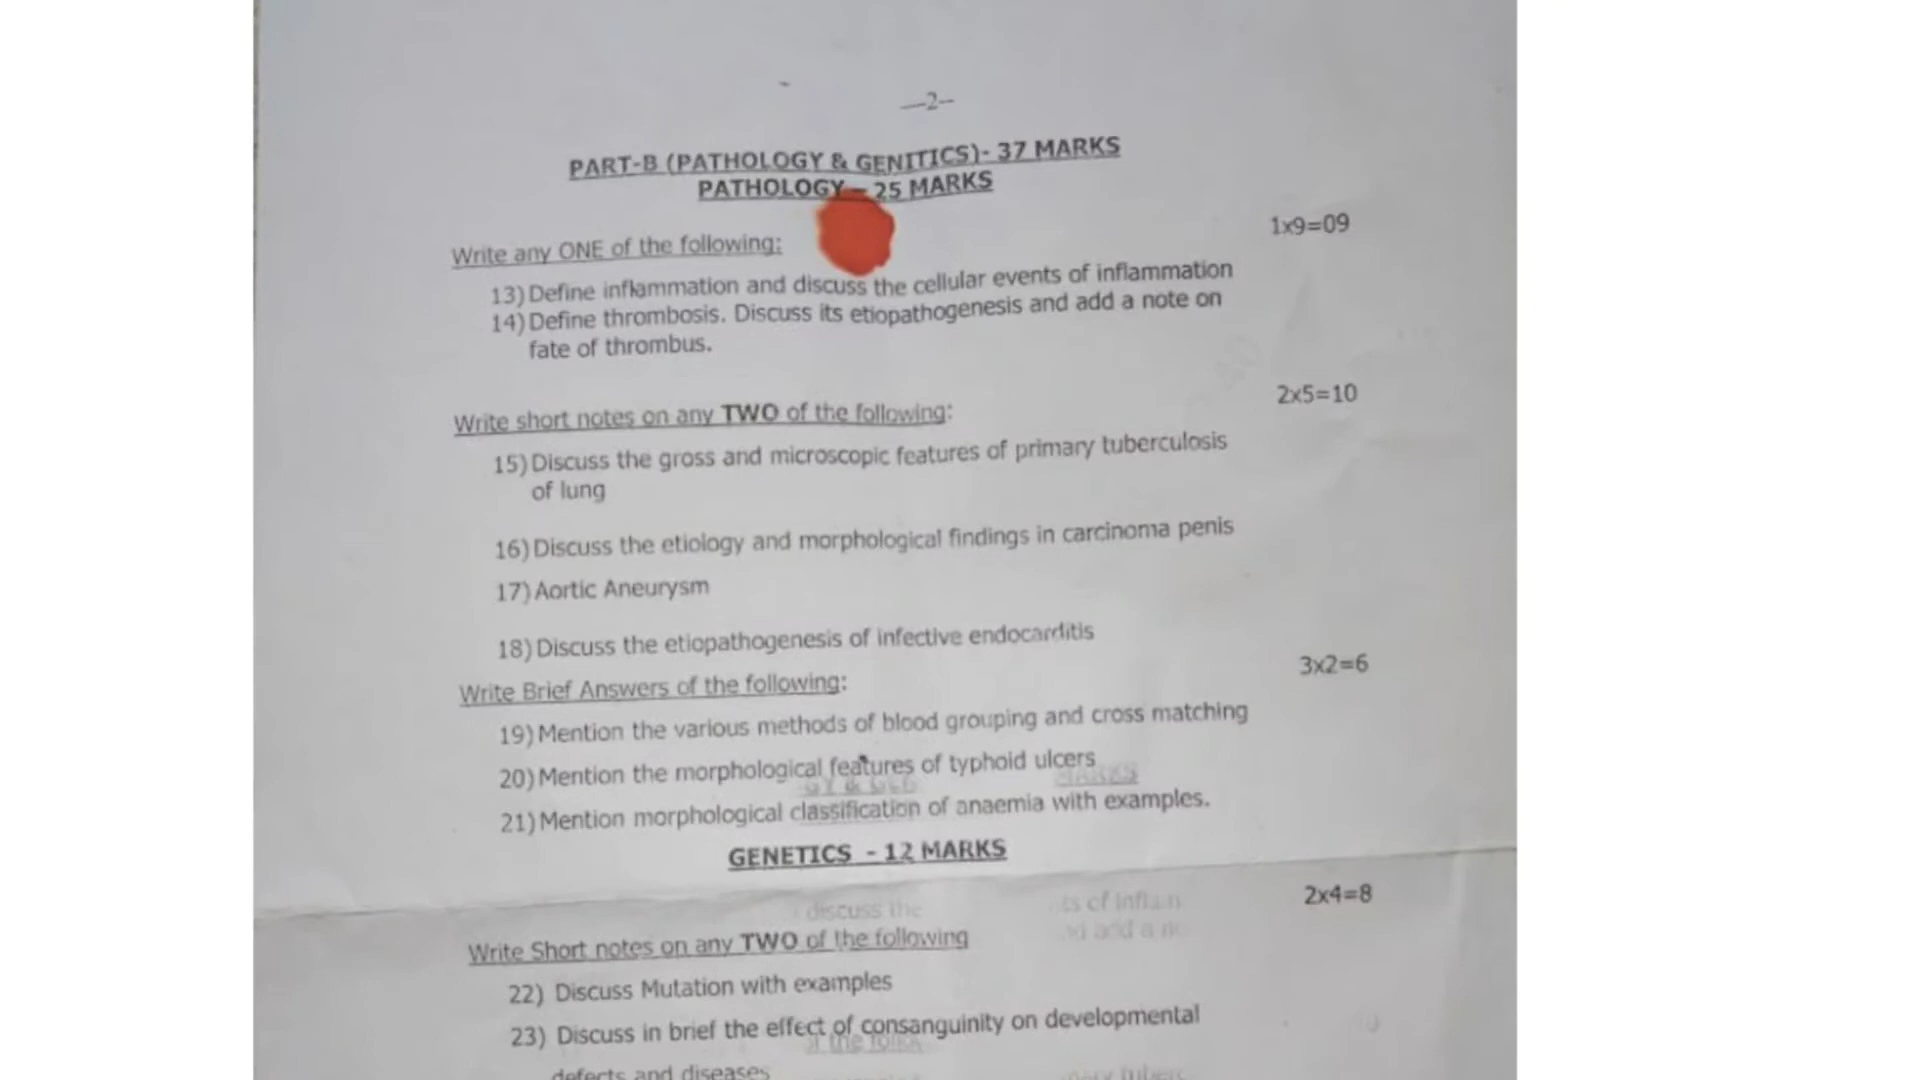 —2--
PART-B (PATHOLOGY & GENITICS)- 37 MARKS
PATHOLOGY – 25 MARKS
1x9=09
Write any ONE of the following:
13) Define inflammation and discuss the cellular events of inflammation
14) Define thrombosis. Discuss its etiopathogenesis and add a note on
fate of thrombus.
2x5=10
Write short notes on any TWO of the following:
15) Discuss the gross and microscopic features of primary tuberculosis
of lung
16) Discuss the etiology and morphological findings in carcinoma penis
17) Aortic Aneurysm
18) Discuss the etiopathogenesis of infective endocarditis
3x2=6
Write Brief Answers of the following:
19) Mention the various methods of blood grouping and cross matching
20) Mention the morphological features of typhoid ulcers
21) Mention morphological classification of anaemia with examples.
GENETICS - 12 MARKS
2x4=8
Write Short notes on any TWO of the following
22) Discuss Mutation with examples
23) Discuss in brief the effect of consanguinity on developmental
defects and diseases